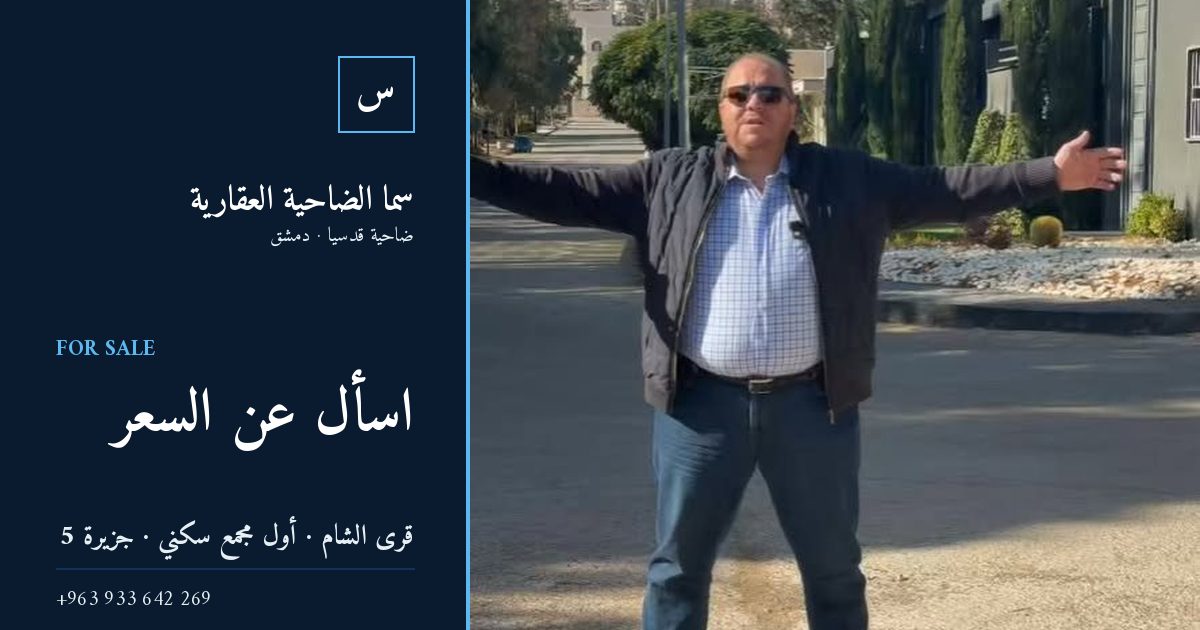 س
سما الضاحية العقارية
ضاحية قدسيا · دمشق
FOR SALE
اسأل عن السعر
قرى الشام · أول مجمع سكني · جزيرة 5
+963 933 642 269